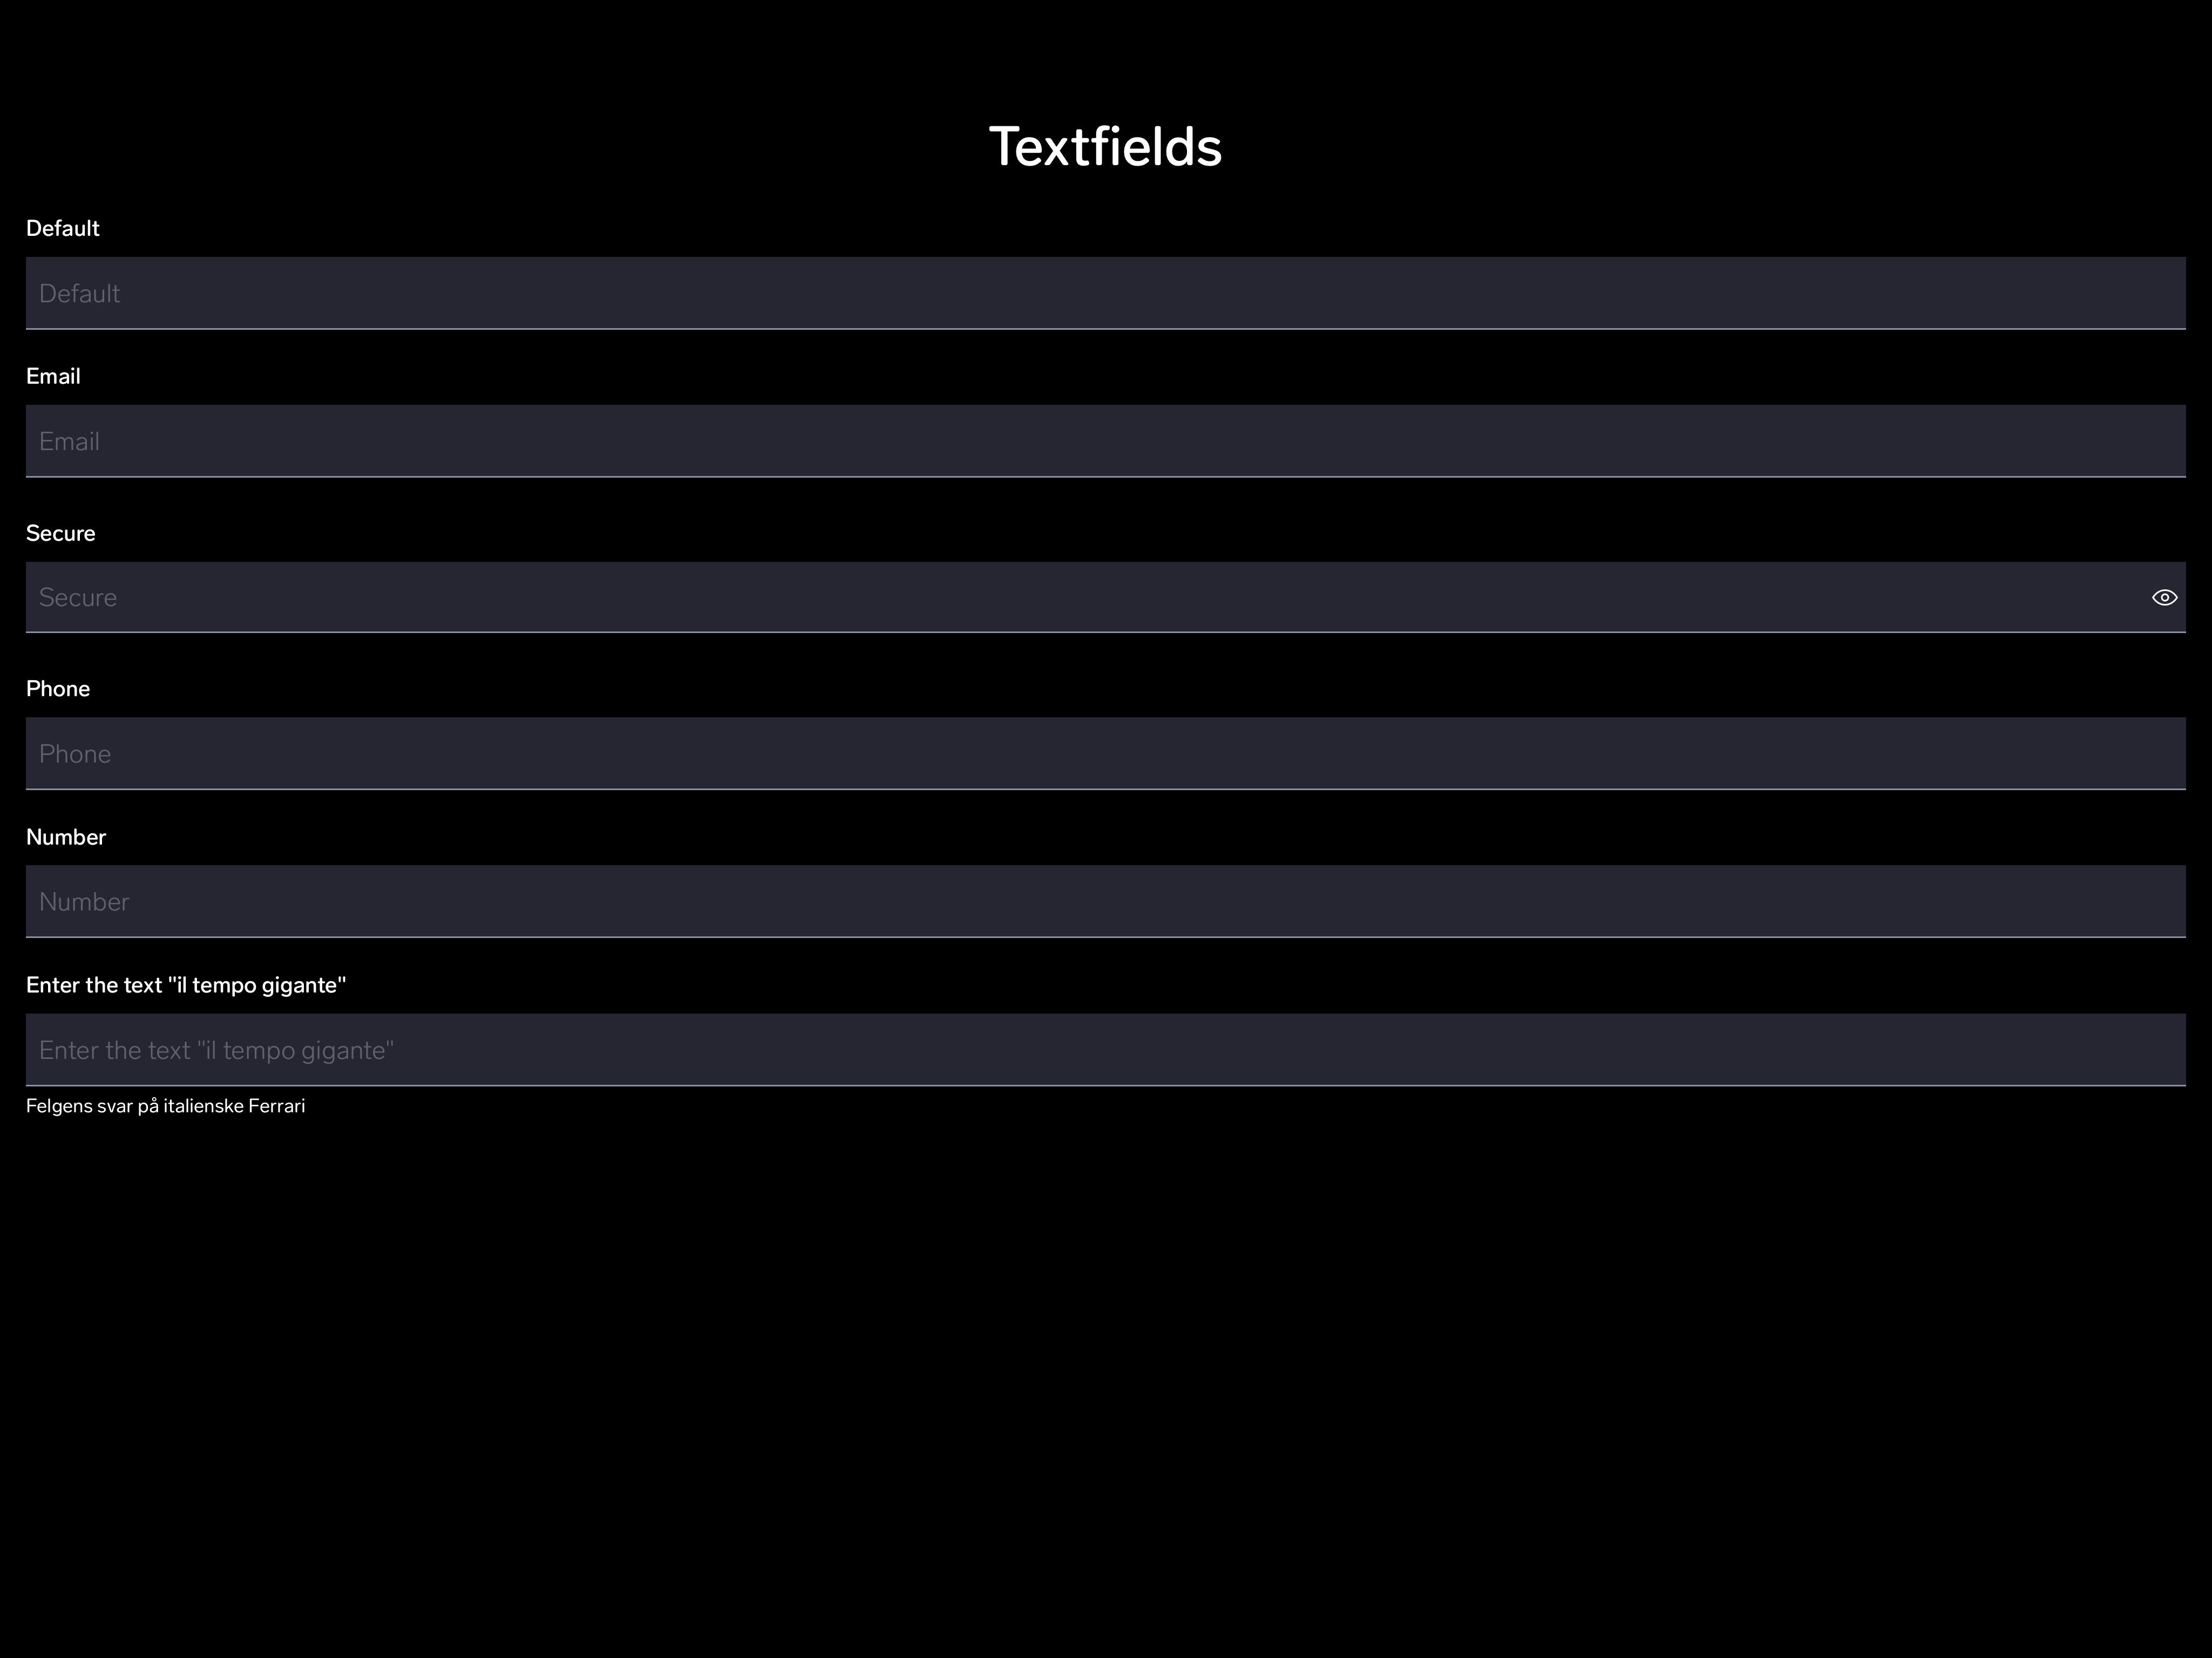 Textfields
Default
Default
Email
Email
Secure
Secure
Phone
Phone
Number
Number
Enter the text "il tempo gigante"
Enter the text "il tempo gigante"
Felgens svar på italienske Ferrari